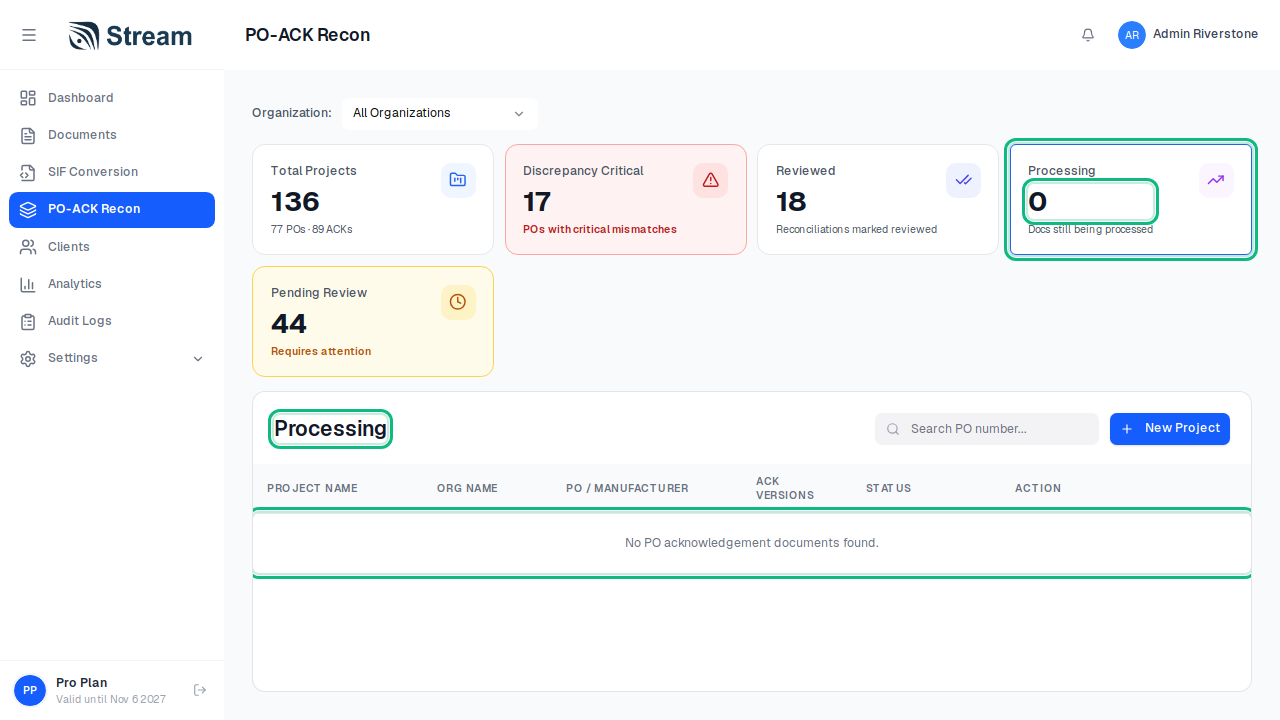 Stream
PO-ACK Recon
AR
Admin Riverstone
Dashboard
Documents
SIF Conversion
PO-ACK Recon
Clients
Analytics
Audit Logs
Settings
Organization:
All Organizations
Total Projects
136
77 POs · 89 ACKs
Discrepancy Critical
17
POs with critical mismatches
Reviewed
18
Reconciliations marked reviewed
Processing
0
Docs still being processed
Pending Review
44
Requires attention
Processing
Search PO number...
New Project
PROJECT NAME
ORG NAME
PO / MANUFACTURER
ACK
VERSIONS
STATUS
ACTION
No PO acknowledgement documents found.
PP
Pro Plan
Valid until Nov 6 2027